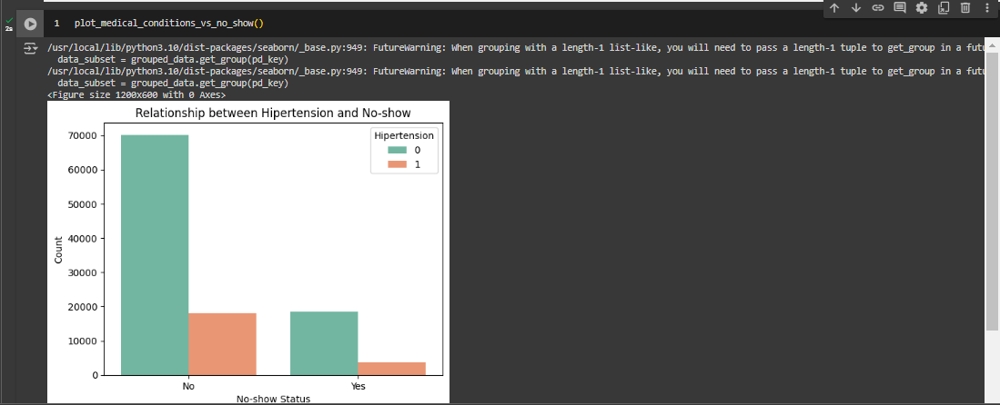 2s
1 plot_medical_conditions_vs_no_show()
/usr/local/lib/python3.10/dist-packages/seaborn/_base.py:949: FutureWarning: When grouping with a length-1 list-like, you will need to pass a length-1 tuple to get_group in a futu
data_subset = grouped_data.get_group(pd_key)
/usr/local/lib/python3.10/dist-packages/seaborn/_base.py:949: FutureWarning: When grouping with a length-1 list-like, you will need to pass a length-1 tuple to get_group in a futu
data_subset = grouped_data.get_group(pd_key)
<Figure size 1200x600 with 0 Axes>
Relationship between Hipertension and No-show
Hipertension
0
1
70000
60000
50000
40000
30000
20000
10000
0
Count
No
Yes
No-show Status